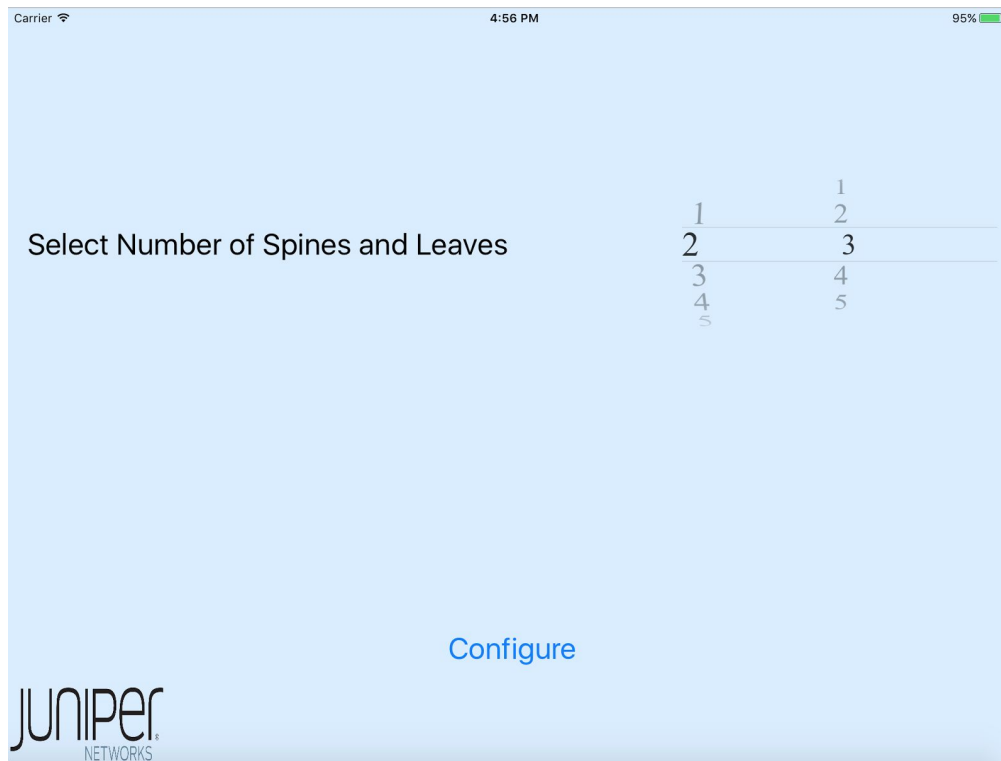 Carrier 4:56 PM 95%
1
1 2
Select Number of Spines and Leaves 2 3
3 4
4 5
5
Configure
JUNIPer
NETWORKS